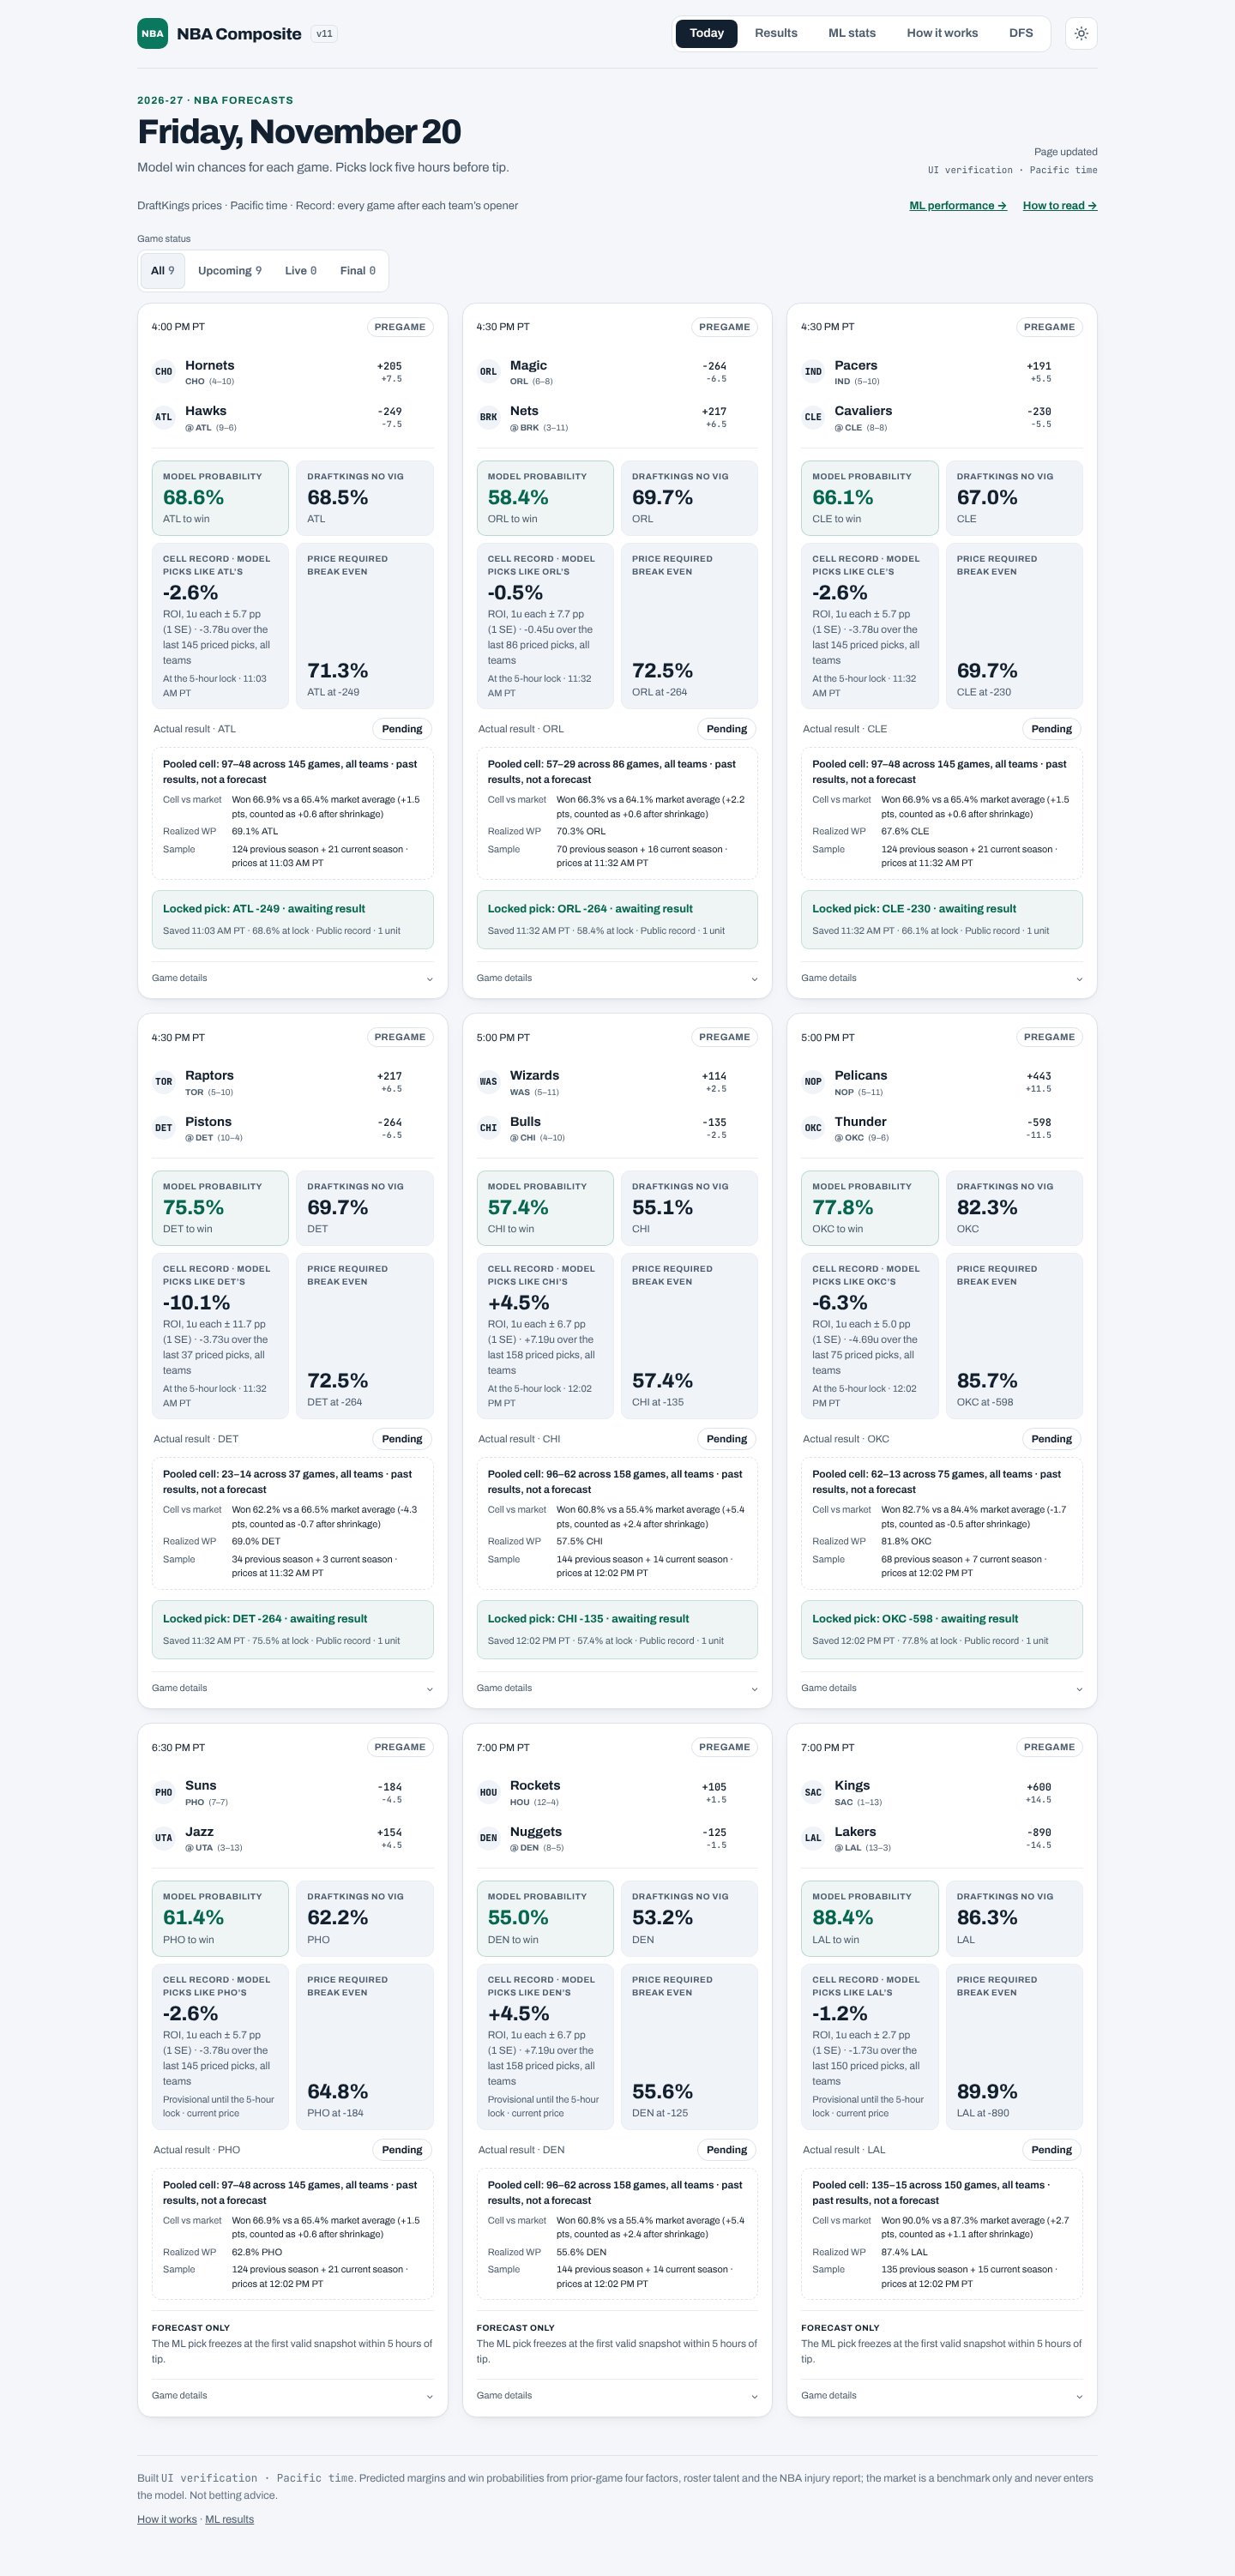 NBA NBA Composite v11
Today Results ML stats How it works DFS
2026-27 · NBA FORECASTS
Friday, November 20
Model win chances for each game. Picks lock five hours before tip.
Page updated
UI verification · Pacific time
DraftKings prices · Pacific time · Record: every game after each team's opener
ML performance → How to read →
Game status
All 9 Upcoming 9 Live 0 Final 0
4:00 PM PT PREGAME
CHO Hornets +205
CHO (4–10) +7.5
ATL Hawks -249
@ ATL (9–6) -7.5
MODEL PROBABILITY
68.6%
ATL to win
DRAFTKINGS NO VIG
68.5%
ATL
CELL RECORD · MODEL
PICKS LIKE ATL'S
-2.6%
ROI, 1u each ± 5.7 pp
(1 SE) · -3.78u over the
last 145 priced picks, all
teams
At the 5-hour lock · 11:03
AM PT
PRICE REQUIRED
BREAK EVEN
71.3%
ATL at -249
Actual result · ATL Pending
Pooled cell: 97–48 across 145 games, all teams · past
results, not a forecast
Cell vs market Won 66.9% vs a 65.4% market average (+1.5
pts, counted as +0.6 after shrinkage)
Realized WP 69.1% ATL
Sample 124 previous season + 21 current season ·
prices at 11:03 AM PT
Locked pick: ATL -249 · awaiting result
Saved 11:03 AM PT · 68.6% at lock · Public record · 1 unit
Game details
4:30 PM PT PREGAME
ORL Magic -264
ORL (6–8) -6.5
BRK Nets +217
@ BRK (3–11) +6.5
MODEL PROBABILITY
58.4%
ORL to win
DRAFTKINGS NO VIG
69.7%
ORL
CELL RECORD · MODEL
PICKS LIKE ORL'S
-0.5%
ROI, 1u each ± 7.7 pp
(1 SE) · -0.45u over the
last 86 priced picks, all
teams
At the 5-hour lock · 11:32
AM PT
PRICE REQUIRED
BREAK EVEN
72.5%
ORL at -264
Actual result · ORL Pending
Pooled cell: 57–29 across 86 games, all teams · past
results, not a forecast
Cell vs market Won 66.3% vs a 64.1% market average (+2.2
pts, counted as +0.6 after shrinkage)
Realized WP 70.3% ORL
Sample 70 previous season + 16 current season ·
prices at 11:32 AM PT
Locked pick: ORL -264 · awaiting result
Saved 11:32 AM PT · 58.4% at lock · Public record · 1 unit
Game details
4:30 PM PT PREGAME
IND Pacers +191
IND (5–10) +5.5
CLE Cavaliers -230
@ CLE (8–8) -5.5
MODEL PROBABILITY
66.1%
CLE to win
DRAFTKINGS NO VIG
67.0%
CLE
CELL RECORD · MODEL
PICKS LIKE CLE'S
-2.6%
ROI, 1u each ± 5.7 pp
(1 SE) · -3.78u over the
last 145 priced picks, all
teams
At the 5-hour lock · 11:32
AM PT
PRICE REQUIRED
BREAK EVEN
69.7%
CLE at -230
Actual result · CLE Pending
Pooled cell: 97–48 across 145 games, all teams · past
results, not a forecast
Cell vs market Won 66.9% vs a 65.4% market average (+1.5
pts, counted as +0.6 after shrinkage)
Realized WP 67.6% CLE
Sample 124 previous season + 21 current season ·
prices at 11:32 AM PT
Locked pick: CLE -230 · awaiting result
Saved 11:32 AM PT · 66.1% at lock · Public record · 1 unit
Game details
4:30 PM PT PREGAME
TOR Raptors +217
TOR (5–10) +6.5
DET Pistons -264
@ DET (10–4) -6.5
MODEL PROBABILITY
75.5%
DET to win
DRAFTKINGS NO VIG
69.7%
DET
CELL RECORD · MODEL
PICKS LIKE DET'S
-10.1%
ROI, 1u each ± 11.7 pp
(1 SE) · -3.73u over the
last 37 priced picks, all
teams
At the 5-hour lock · 11:32
AM PT
PRICE REQUIRED
BREAK EVEN
72.5%
DET at -264
Actual result · DET Pending
Pooled cell: 23–14 across 37 games, all teams · past
results, not a forecast
Cell vs market Won 62.2% vs a 66.5% market average (-4.3
pts, counted as -0.7 after shrinkage)
Realized WP 69.0% DET
Sample 34 previous season + 3 current season ·
prices at 11:32 AM PT
Locked pick: DET -264 · awaiting result
Saved 11:32 AM PT · 75.5% at lock · Public record · 1 unit
Game details
5:00 PM PT PREGAME
WAS Wizards +114
WAS (5–11) +2.5
CHI Bulls -135
@ CHI (4–10) -2.5
MODEL PROBABILITY
57.4%
CHI to win
DRAFTKINGS NO VIG
55.1%
CHI
CELL RECORD · MODEL
PICKS LIKE CHI'S
+4.5%
ROI, 1u each ± 6.7 pp
(1 SE) · +7.19u over the
last 158 priced picks, all
teams
At the 5-hour lock · 12:02
PM PT
PRICE REQUIRED
BREAK EVEN
57.4%
CHI at -135
Actual result · CHI Pending
Pooled cell: 96–62 across 158 games, all teams · past
results, not a forecast
Cell vs market Won 60.8% vs a 55.4% market average (+5.4
pts, counted as +2.4 after shrinkage)
Realized WP 57.5% CHI
Sample 144 previous season + 14 current season ·
prices at 12:02 PM PT
Locked pick: CHI -135 · awaiting result
Saved 12:02 PM PT · 57.4% at lock · Public record · 1 unit
Game details
5:00 PM PT PREGAME
NOP Pelicans +443
NOP (5–11) +11.5
OKC Thunder -598
@ OKC (9–6) -11.5
MODEL PROBABILITY
77.8%
OKC to win
DRAFTKINGS NO VIG
82.3%
OKC
CELL RECORD · MODEL
PICKS LIKE OKC'S
-6.3%
ROI, 1u each ± 5.0 pp
(1 SE) · -4.69u over the
last 75 priced picks, all
teams
At the 5-hour lock · 12:02
PM PT
PRICE REQUIRED
BREAK EVEN
85.7%
OKC at -598
Actual result · OKC Pending
Pooled cell: 62–13 across 75 games, all teams · past
results, not a forecast
Cell vs market Won 82.7% vs a 84.4% market average (-1.7
pts, counted as -0.5 after shrinkage)
Realized WP 81.8% OKC
Sample 68 previous season + 7 current season ·
prices at 12:02 PM PT
Locked pick: OKC -598 · awaiting result
Saved 12:02 PM PT · 77.8% at lock · Public record · 1 unit
Game details
6:30 PM PT PREGAME
PHO Suns -184
PHO (7–7) -4.5
UTA Jazz +154
@ UTA (3–13) +4.5
MODEL PROBABILITY
61.4%
PHO to win
DRAFTKINGS NO VIG
62.2%
PHO
CELL RECORD · MODEL
PICKS LIKE PHO'S
-2.6%
ROI, 1u each ± 5.7 pp
(1 SE) · -3.78u over the
last 145 priced picks, all
teams
Provisional until the 5-hour
lock · current price
PRICE REQUIRED
BREAK EVEN
64.8%
PHO at -184
Actual result · PHO Pending
Pooled cell: 97–48 across 145 games, all teams · past
results, not a forecast
Cell vs market Won 66.9% vs a 65.4% market average (+1.5
pts, counted as +0.6 after shrinkage)
Realized WP 62.8% PHO
Sample 124 previous season + 21 current season ·
prices at 12:02 PM PT
FORECAST ONLY
The ML pick freezes at the first valid snapshot within 5 hours of
tip.
Game details
7:00 PM PT PREGAME
HOU Rockets +105
HOU (12–4) +1.5
DEN Nuggets -125
@ DEN (8–5) -1.5
MODEL PROBABILITY
55.0%
DEN to win
DRAFTKINGS NO VIG
53.2%
DEN
CELL RECORD · MODEL
PICKS LIKE DEN'S
+4.5%
ROI, 1u each ± 6.7 pp
(1 SE) · +7.19u over the
last 158 priced picks, all
teams
Provisional until the 5-hour
lock · current price
PRICE REQUIRED
BREAK EVEN
55.6%
DEN at -125
Actual result · DEN Pending
Pooled cell: 96–62 across 158 games, all teams · past
results, not a forecast
Cell vs market Won 60.8% vs a 55.4% market average (+5.4
pts, counted as +2.4 after shrinkage)
Realized WP 55.6% DEN
Sample 144 previous season + 14 current season ·
prices at 12:02 PM PT
FORECAST ONLY
The ML pick freezes at the first valid snapshot within 5 hours of
tip.
Game details
7:00 PM PT PREGAME
SAC Kings +600
SAC (1–13) +14.5
LAL Lakers -890
@ LAL (13–3) -14.5
MODEL PROBABILITY
88.4%
LAL to win
DRAFTKINGS NO VIG
86.3%
LAL
CELL RECORD · MODEL
PICKS LIKE LAL'S
-1.2%
ROI, 1u each ± 2.7 pp
(1 SE) · -1.73u over the
last 150 priced picks, all
teams
Provisional until the 5-hour
lock · current price
PRICE REQUIRED
BREAK EVEN
89.9%
LAL at -890
Actual result · LAL Pending
Pooled cell: 135–15 across 150 games, all teams ·
past results, not a forecast
Cell vs market Won 90.0% vs a 87.3% market average (+2.7
pts, counted as +1.1 after shrinkage)
Realized WP 87.4% LAL
Sample 135 previous season + 15 current season ·
prices at 12:02 PM PT
FORECAST ONLY
The ML pick freezes at the first valid snapshot within 5 hours of
tip.
Game details
Built UI verification · Pacific time. Predicted margins and win probabilities from prior-game four factors, roster talent and the NBA injury report; the market is a benchmark only and never enters
the model. Not betting advice.
How it works · ML results